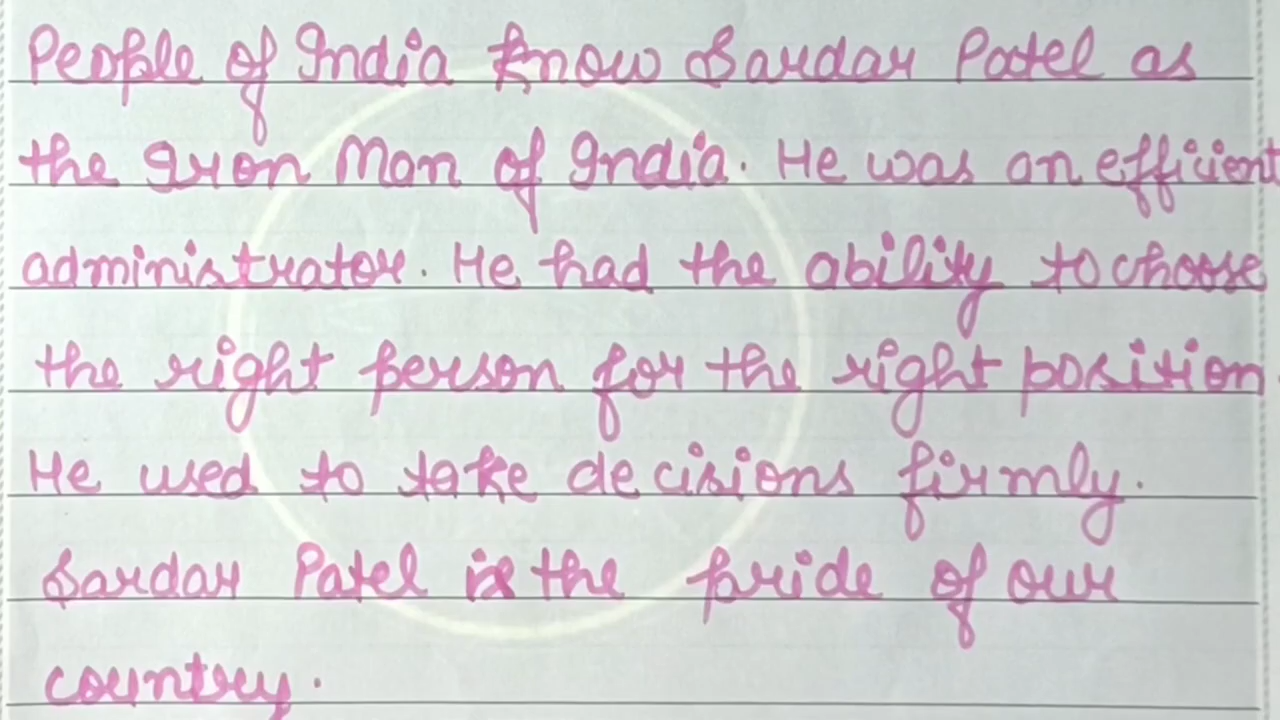 People of India know Sardar Patel as
the Iron Man of India. He was an efficient
administrator. He had the ability to choose
the right person for the right position.
He used to take decisions firmly.
Sardar Patel is the pride of our
country.